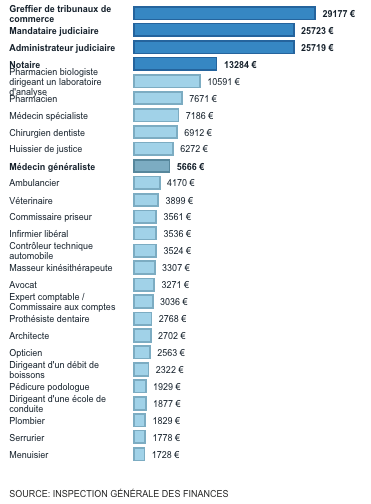 Greffier de tribunaux de
commerce
29177 €
Mandataire judiciaire
25723 €
Administrateur judiciaire
25719 €
Notaire
13284 €
Pharmacien biologiste
dirigeant un laboratoire
d'analyse
10591 €
Pharmacien
7671 €
Médecin spécialiste
7186 €
Chirurgien dentiste
6912 €
Huissier de justice
6272 €
Médecin généraliste
5666 €
Ambulancier
4170 €
Véterinaire
3899 €
Commissaire priseur
3561 €
Infirmier libéral
3536 €
Contrôleur technique
automobile
3524 €
Masseur kinésithérapeute
3307 €
Avocat
3271 €
Expert comptable /
Commissaire aux comptes
3036 €
Prothésiste dentaire
2768 €
Architecte
2702 €
Opticien
2563 €
Dirigeant d'un débit de
boissons
2322 €
Pédicure podologue
1929 €
Dirigeant d'une école de
conduite
1877 €
Plombier
1829 €
Serrurier
1778 €
Menuisier
1728 €
SOURCE: INSPECTION GÉNÉRALE DES FINANCES